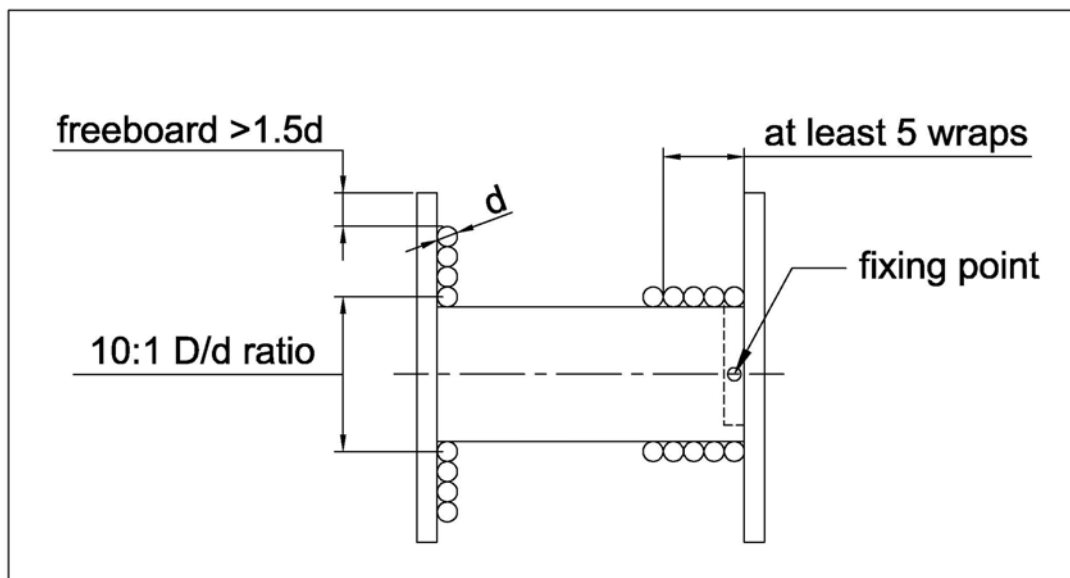 freeboard >1.5d
at least 5 wraps
d
fixing point
10:1 D/d ratio